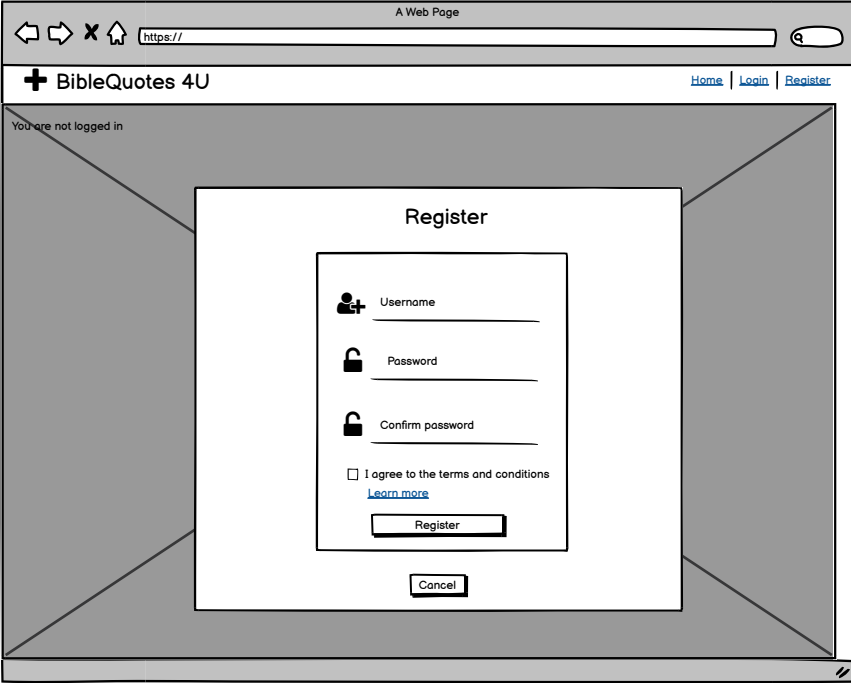 A Web Page
https://
BibleQuotes 4U
Home
Login
Register
You are not logged in
Register
Username
Password
Confirm password
I agree to the terms and conditions
Learn more
Register
Cancel